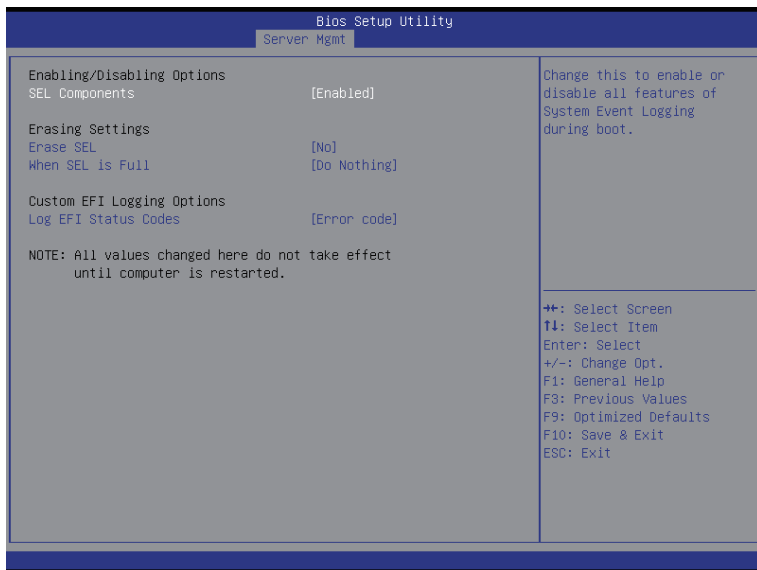 Bios Setup Utility
Server Mgmt
Enabling/Disabling Options
SEL Components [Enabled]
Erasing Settings
Erase SEL [No]
When SEL is Full [Do Nothing]
Custom EFI Logging Options
Log EFI Status Codes [Error code]
NOTE: All values changed here do not take effect
until computer is restarted.
Change this to enable or
disable all features of
System Event Logging
during boot.
→←: Select Screen
↑↓: Select Item
Enter: Select
+/-: Change Opt.
F1: General Help
F3: Previous Values
F9: Optimized Defaults
F10: Save & Exit
ESC: Exit